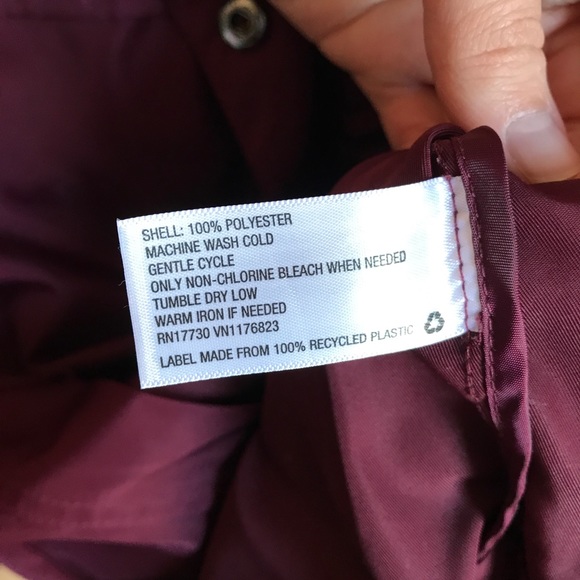 SHELL: 100% POLYESTER
MACHINE WASH COLD
GENTLE CYCLE
ONLY NON-CHLORINE BLEACH WHEN NEEDED
TUMBLE DRY LOW
WARM IRON IF NEEDED
RN17730 VN1176823
LABEL MADE FROM 100% RECYCLED PLASTIC